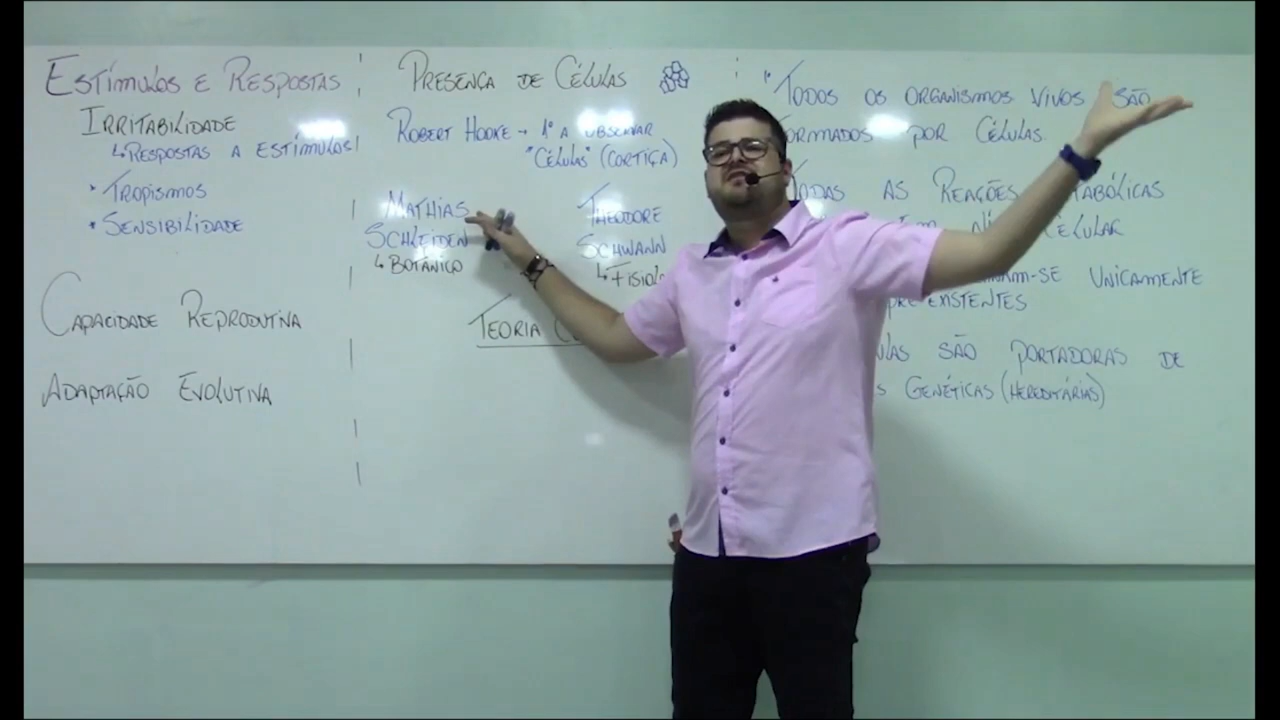 Estímulos e Respostas
Irritabilidade
↳ Respostas a estímulos
• Tropismos
• Sensibilidade
Capacidade Reprodutiva
Adaptação Evolutiva
Presença de Células
Robert Hooke → 1º a observar
"Células" (cortiça)
Mathias
Schleiden
↳ Botânico
Theodore
Schwann
Teoria
1º Todos os organismos vivos são
formados por células.
Todas as Reações
Celular
Unicamente
existentes
são portadoras de
Genéticas (hereditárias)